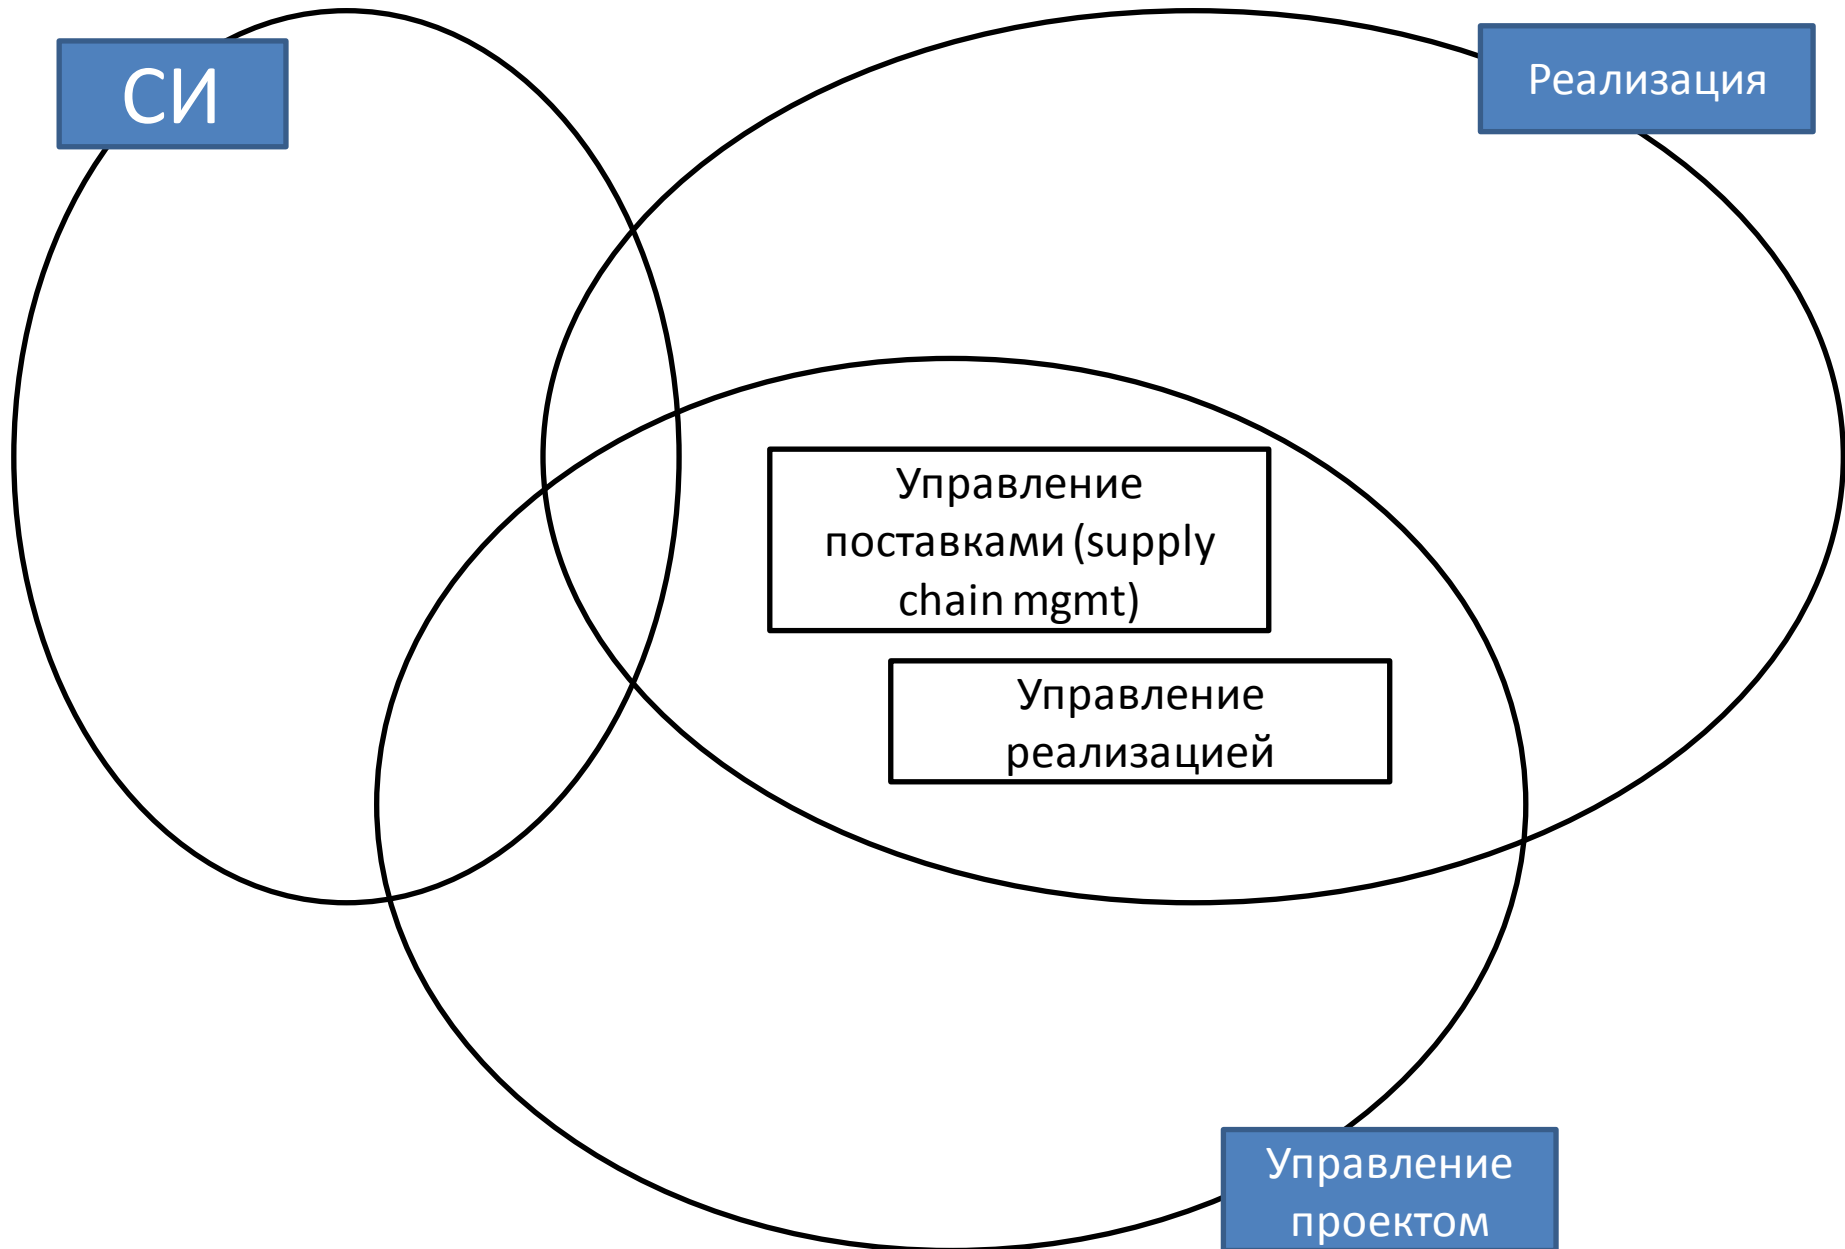 СИ
Реализация
Управление
поставками (supply
chain mgmt)
Управление
реализацией
Управление
проектом